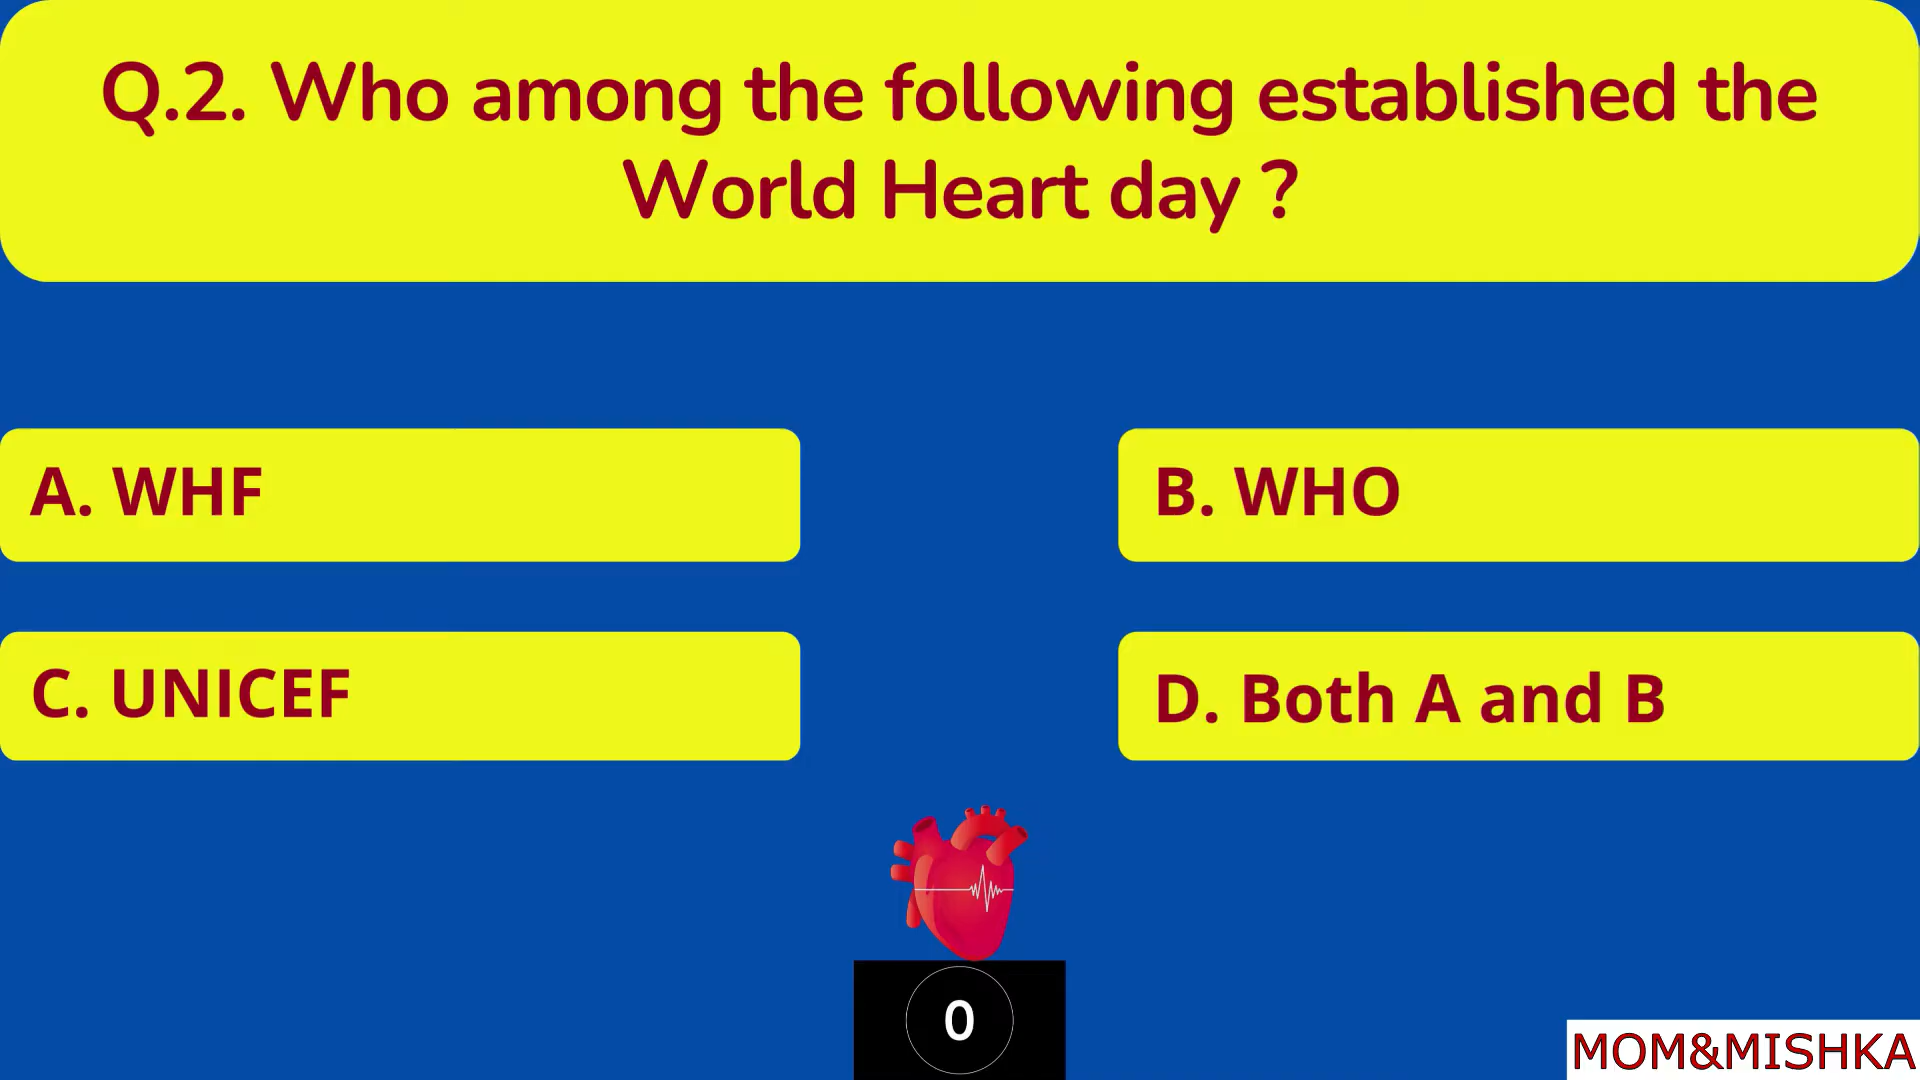 Q.2. Who among the following established the
World Heart day ?
A. WHF
B. WHO
C. UNICEF
D. Both A and B
0
MOM&MISHKA